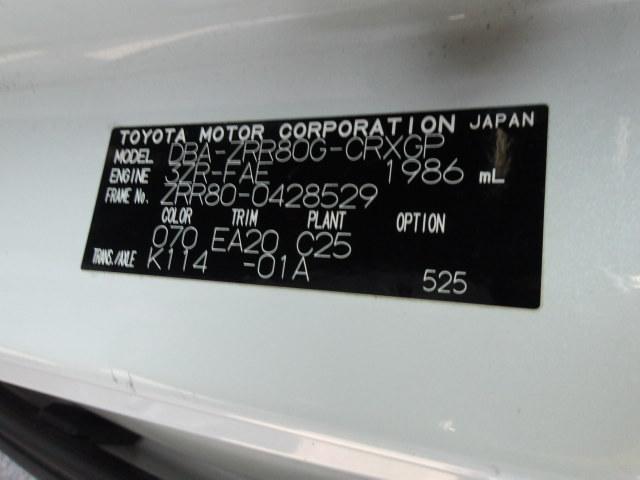 TOYOTA MOTOR CORPORATION JAPAN
MODEL DBA-ZRR80G-CRXGP
ENGINE 3ZR-FAE 1986 mL
FRAME No. ZRR80-0428529
COLOR TRIM PLANT OPTION
070 EA20 C25
TRANS./AXLE K114 -01A
525